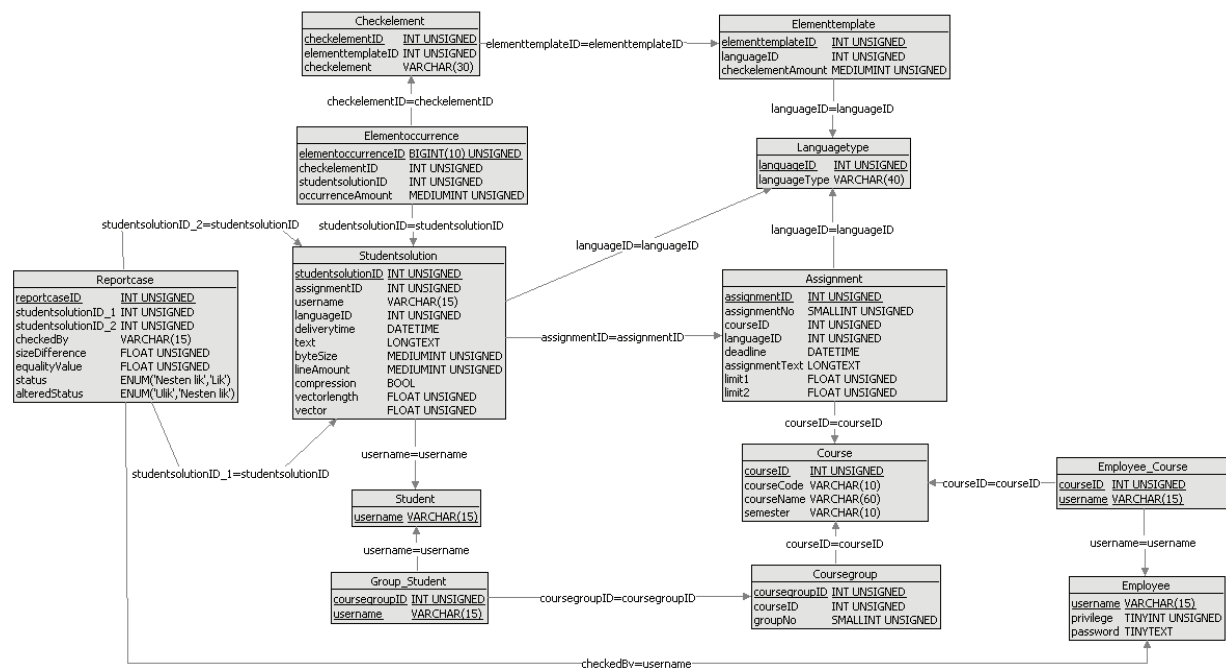 Checkelement
checkelementID INT UNSIGNED
elementtemplateID INT UNSIGNED
checkelement VARCHAR(30)
elementtemplateID=elementtemplateID
Elementtemplate
elementtemplateID INT UNSIGNED
languageID INT UNSIGNED
checkelementAmount MEDIUMINT UNSIGNED
checkelementID=checkelementID
languageID=languageID
Elementoccurrence
elementoccurrenceID BIGINT(10) UNSIGNED
checkelementID INT UNSIGNED
studentsolutionID INT UNSIGNED
occurrenceAmount MEDIUMINT UNSIGNED
Languagetype
languageID INT UNSIGNED
languageType VARCHAR(40)
studentsolutionID_2=studentsolutionID
studentsolutionID=studentsolutionID
languageID=languageID
languageID=languageID
Reportcase
reportcaseID INT UNSIGNED
studentsolutionID_1 INT UNSIGNED
studentsolutionID_2 INT UNSIGNED
checkedBy VARCHAR(15)
sizeDifference FLOAT UNSIGNED
equalityValue FLOAT UNSIGNED
status ENUM('Nesten lik','Lik')
alteredStatus ENUM('Ulik','Nesten lik')
Studentsolution
studentsolutionID INT UNSIGNED
assignmentID INT UNSIGNED
username VARCHAR(15)
languageID INT UNSIGNED
deliverytime DATETIME
text LONGTEXT
byteSize MEDIUMINT UNSIGNED
lineAmount MEDIUMINT UNSIGNED
compression BOOL
vectorlength FLOAT UNSIGNED
vector FLOAT UNSIGNED
assignmentID=assignmentID
Assignment
assignmentID INT UNSIGNED
assignmentNo SMALLINT UNSIGNED
courseID INT UNSIGNED
languageID INT UNSIGNED
deadline DATETIME
assignmentText LONGTEXT
limit1 FLOAT UNSIGNED
limit2 FLOAT UNSIGNED
studentsolutionID_1=studentsolutionID
username=username
courseID=courseID
Student
username VARCHAR(15)
Course
courseID INT UNSIGNED
courseCode VARCHAR(10)
courseName VARCHAR(60)
semester VARCHAR(10)
courseID=courseID
Employee_Course
courseID INT UNSIGNED
username VARCHAR(15)
username=username
courseID=courseID
username=username
Group_Student
coursegroupID INT UNSIGNED
username VARCHAR(15)
coursegroupID=coursegroupID
Coursegroup
coursegroupID INT UNSIGNED
courseID INT UNSIGNED
groupNo SMALLINT UNSIGNED
Employee
username VARCHAR(15)
privilege TINYINT UNSIGNED
password TINYTEXT
checkedBy=username